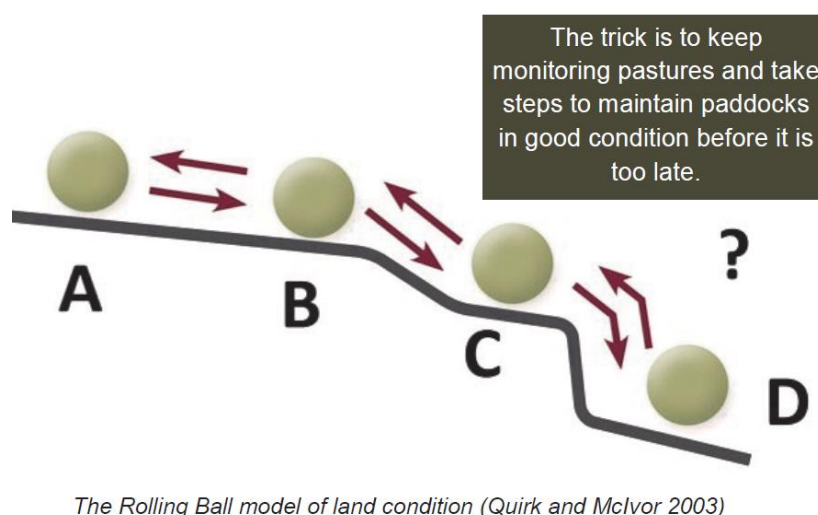 The trick is to keep
monitoring pastures and take
steps to maintain paddocks
in good condition before it is
too late.
?
A
B
C
D
The Rolling Ball model of land condition (Quirk and McIvor 2003)